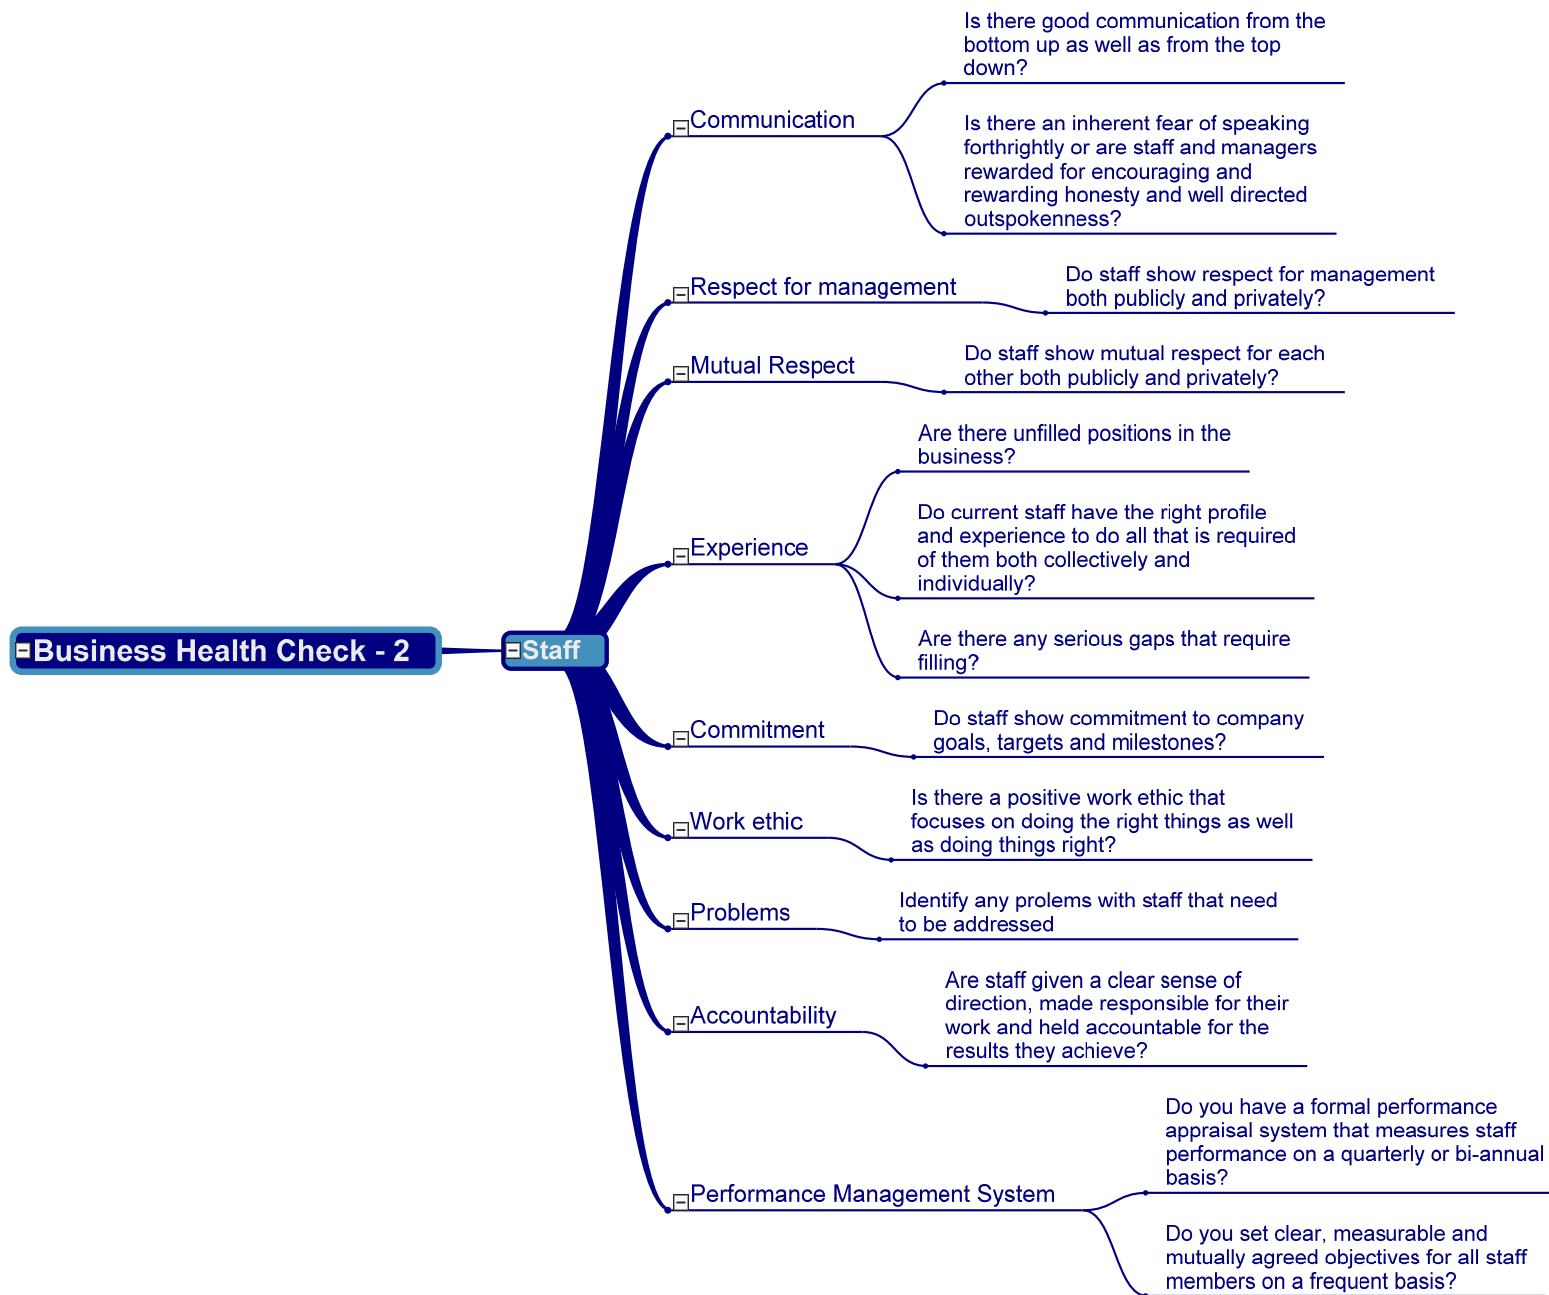 Business Health Check - 2
Staff
Communication
Is there good communication from the
bottom up as well as from the top
down?
Is there an inherent fear of speaking
forthrightly or are staff and managers
rewarded for encouraging and
rewarding honesty and well directed
outspokenness?
Respect for management
Do staff show respect for management
both publicly and privately?
Mutual Respect
Do staff show mutual respect for each
other both publicly and privately?
Experience
Are there unfilled positions in the
business?
Do current staff have the right profile
and experience to do all that is required
of them both collectively and
individually?
Are there any serious gaps that require
filling?
Commitment
Do staff show commitment to company
goals, targets and milestones?
Work ethic
Is there a positive work ethic that
focuses on doing the right things as well
as doing things right?
Problems
Identify any prolems with staff that need
to be addressed
Accountability
Are staff given a clear sense of
direction, made responsible for their
work and held accountable for the
results they achieve?
Performance Management System
Do you have a formal performance
appraisal system that measures staff
performance on a quarterly or bi-annual
basis?
Do you set clear, measurable and
mutually agreed objectives for all staff
members on a frequent basis?